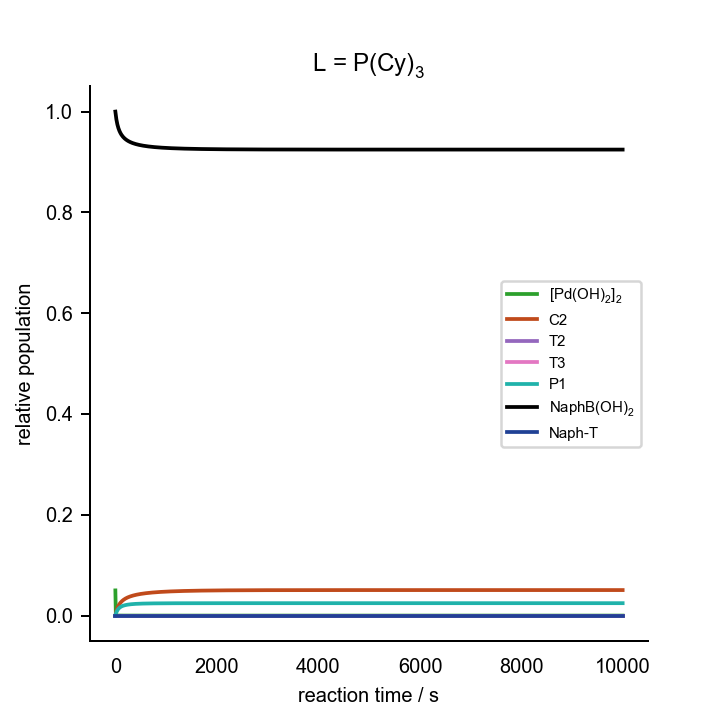 L = P(Cy)₃
1.0
0.8
0.6
0.4
0.2
0.0
relative population
[Pd(OH)₂]₂
C2
T2
T3
P1
NaphB(OH)₂
Naph-T
0 2000 4000 6000 8000 10000
reaction time / s